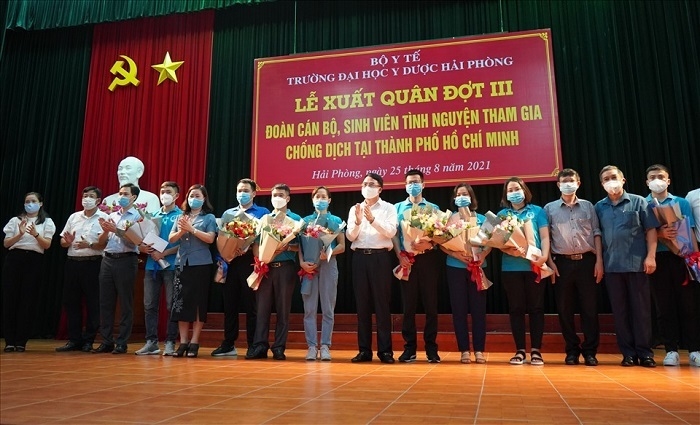 BỘ Y TẾ
TRƯỜNG ĐẠI HỌC Y DƯỢC HẢI PHÒNG
LỄ XUẤT QUÂN ĐỢT III
ĐOÀN CÁN BỘ, SINH VIÊN TÌNH NGUYỆN THAM GIA
CHỐNG DỊCH TẠI THÀNH PHỐ HỒ CHÍ MINH
Hải Phòng, ngày 25 tháng 8 năm 2021